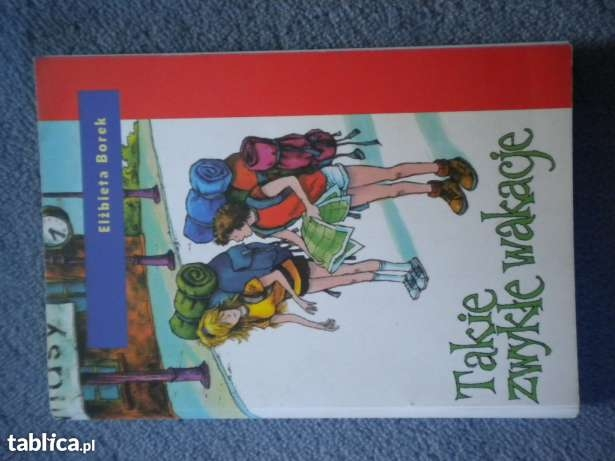 Elżbieta Borek
Takie
zwykłe wakacje
tablica.pl